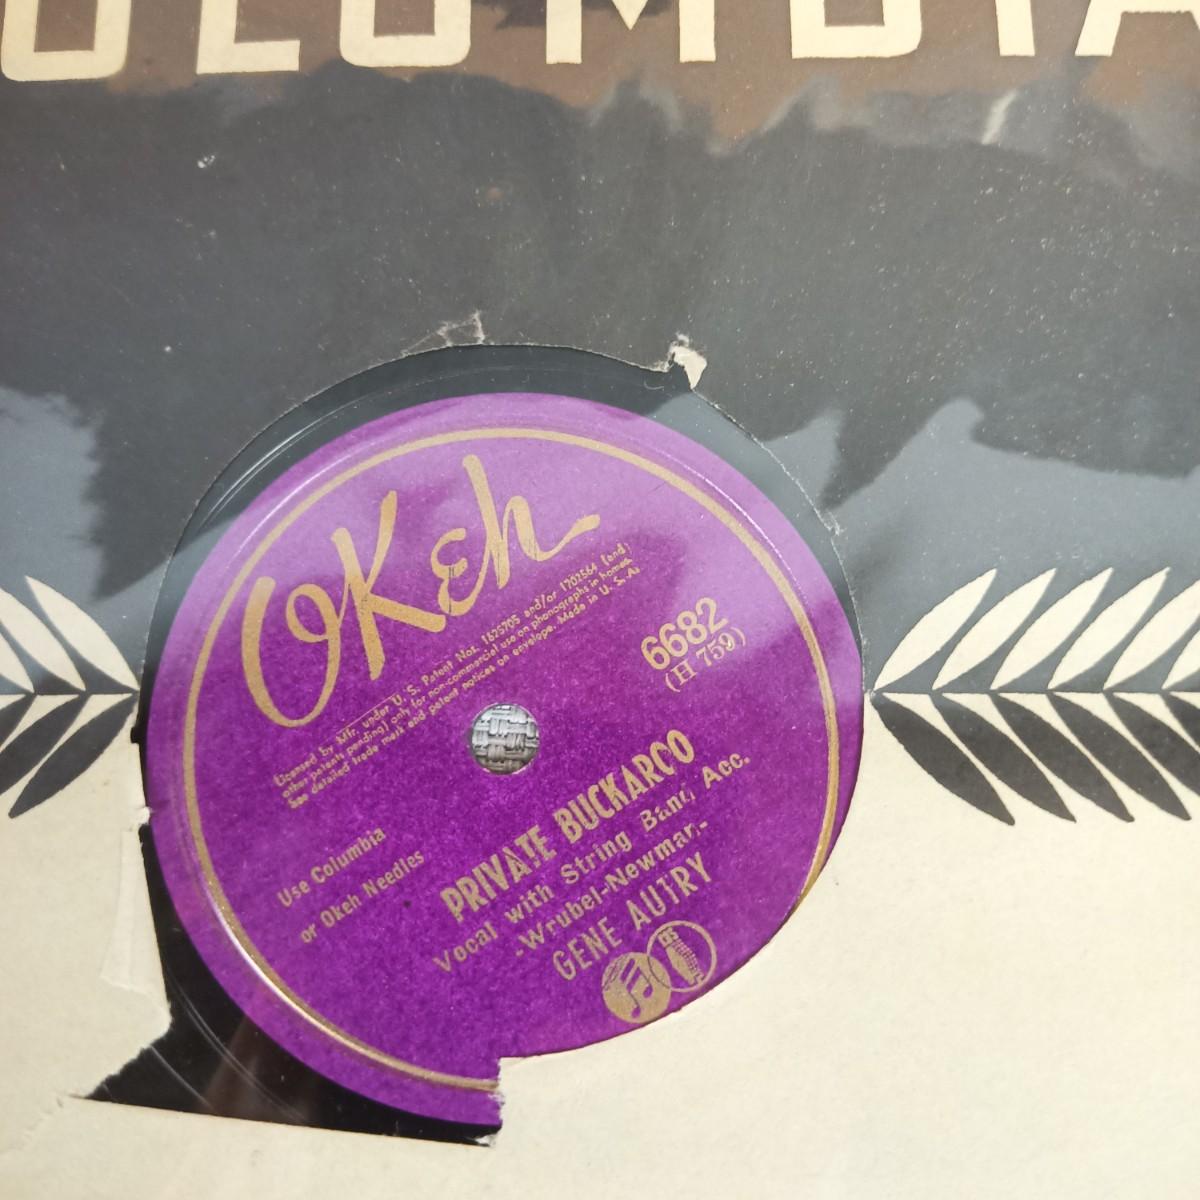 OLUMBIA
OKeh
Licensed by Mfr. under U. S. Patent Nos. 1625705 and/or 1702564 (and
other patents pending) only for non-commercial use on phonographs in homes.
See detailed trade mark and patent notices on envelope. Made in U. S. A.
6682
(H 759)
Use Columbia
or Okeh Needles
PRIVATE BUCKAROO
Vocal with String Band Acc.
-Wrubel-Newman-
GENE AUTRY
CBS